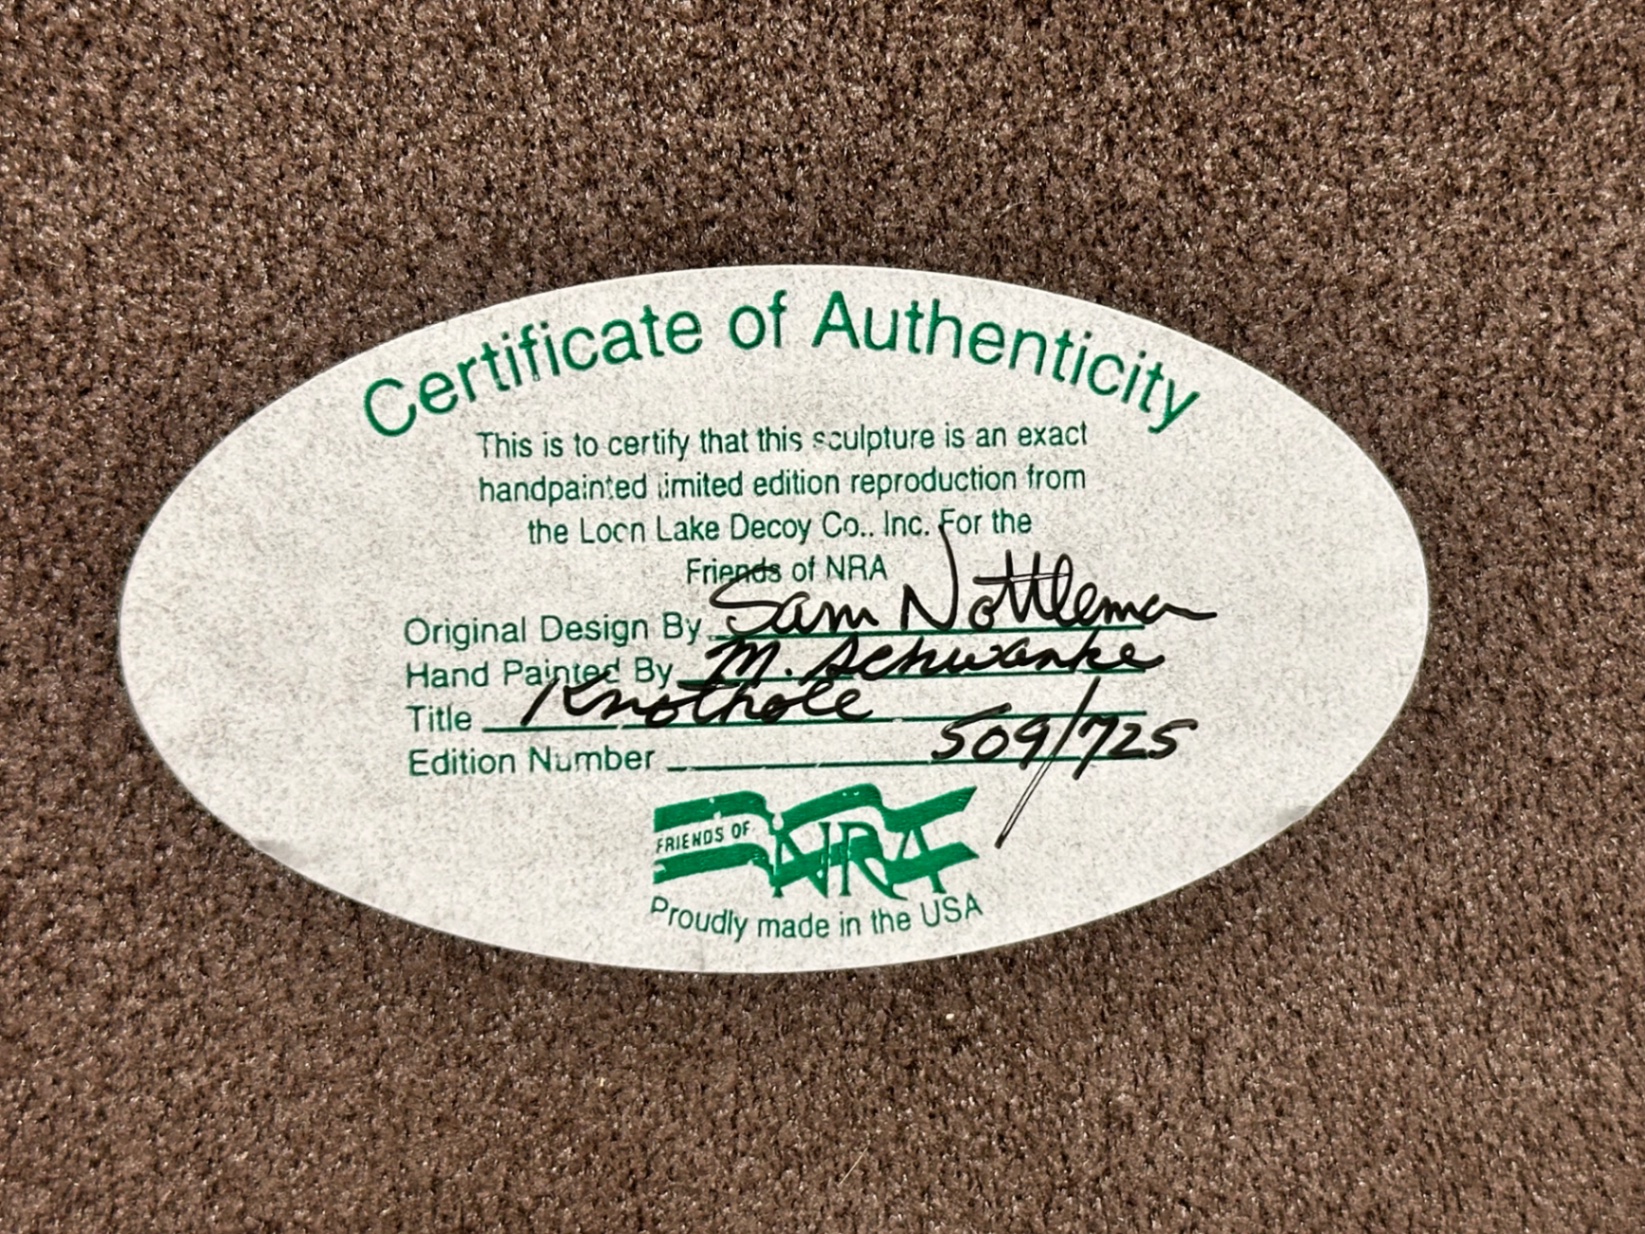 Certificate of Authenticity
This is to certify that this sculpture is an exact
handpainted limited edition reproduction from
the Loon Lake Decoy Co., Inc. For the
Friends of NRA
Original Design By Sam Nottleman
Hand Painted By M. Schwanke
Title Knothole
Edition Number 509/725
FRIENDS OF NRA
Proudly made in the USA